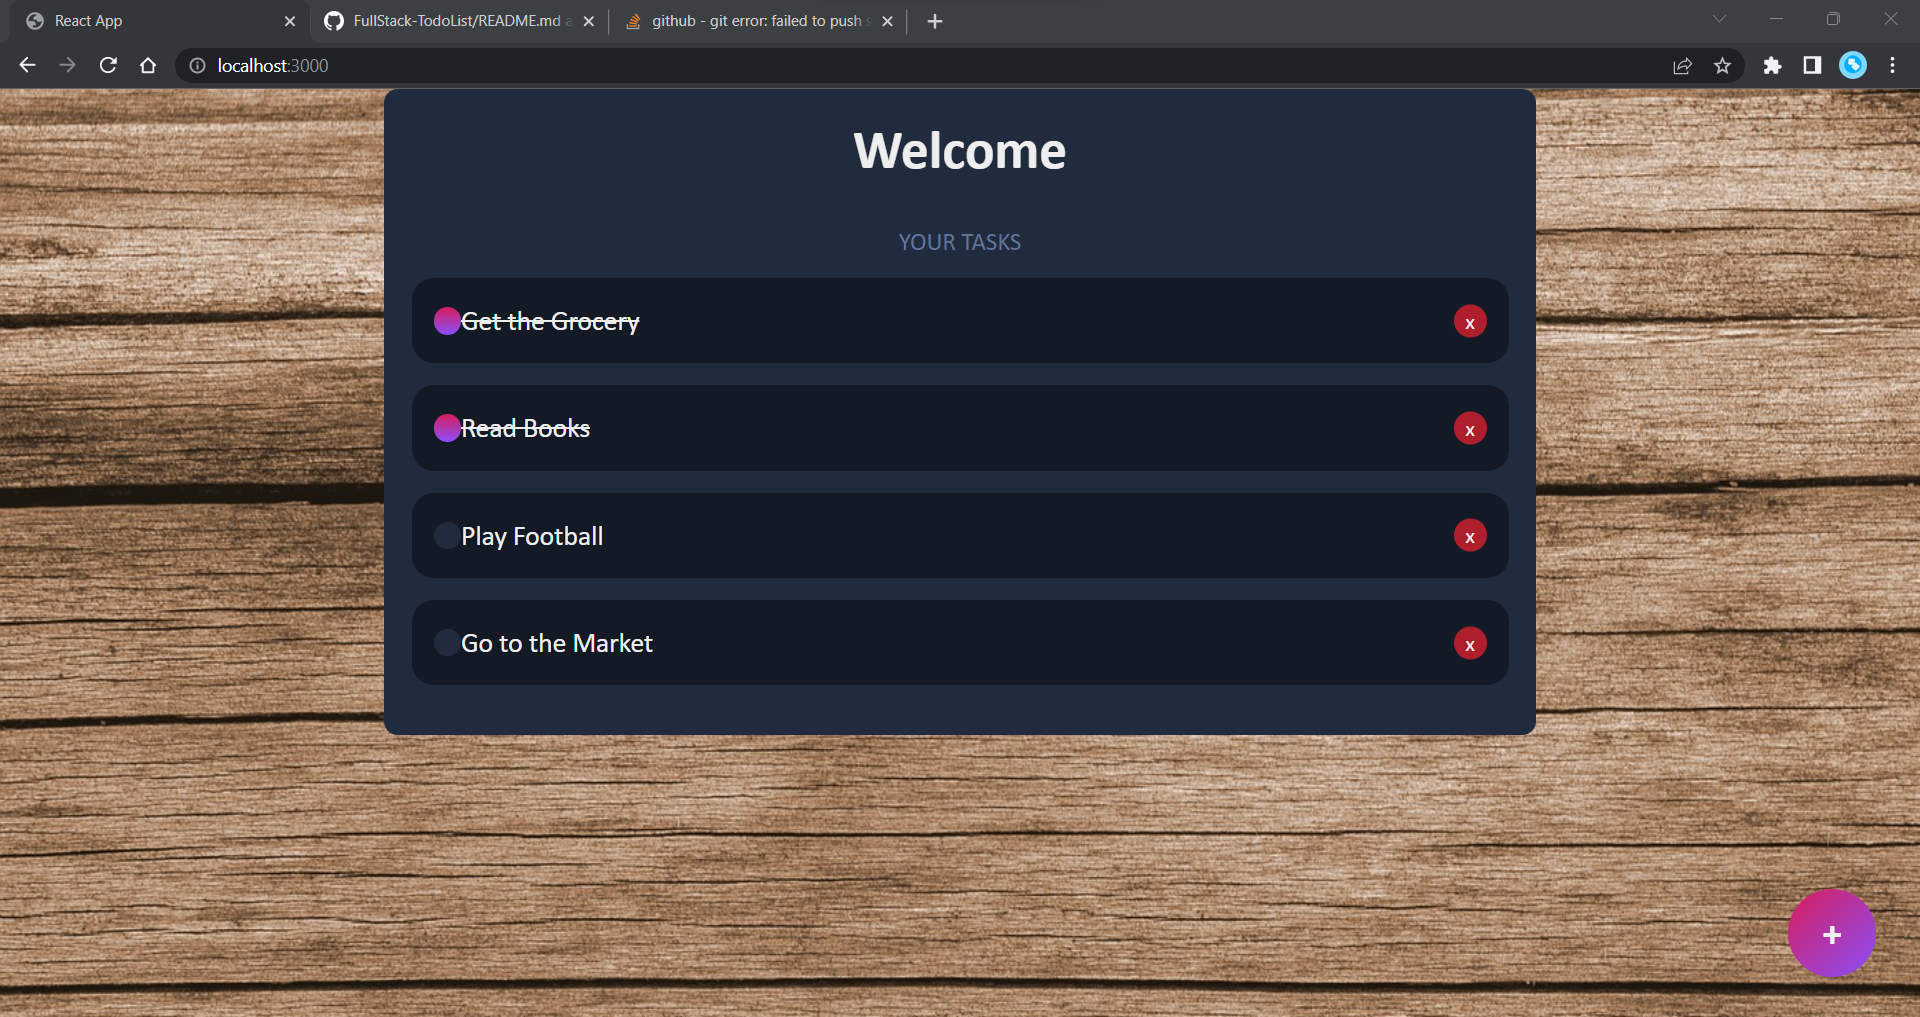 React App
FullStack-TodoList/README.md a
github - git error: failed to push s
localhost:3000
Welcome
YOUR TASKS
Get the Grocery
x
Read Books
x
Play Football
x
Go to the Market
x
+